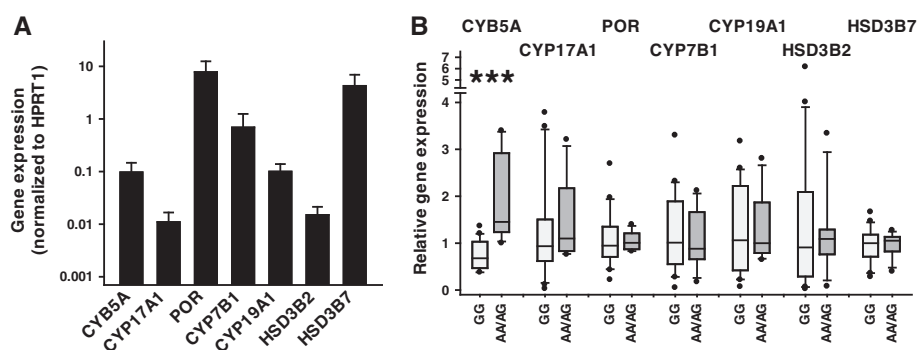 A
Gene expression
(normalized to HPRT1)
10
1
0.1
0.01
0.001
CYB5A
CYP17A1
POR
CYP7B1
CYP19A1
HSD3B2
HSD3B7
B
CYB5A POR CYP19A1 HSD3B7
CYP17A1 CYP7B1 HSD3B2
Relative gene expression
7
6
5
4
3
2
1
0
***
GG AA/AG GG AA/AG GG AA/AG GG AA/AG GG AA/AG GG AA/AG GG AA/AG